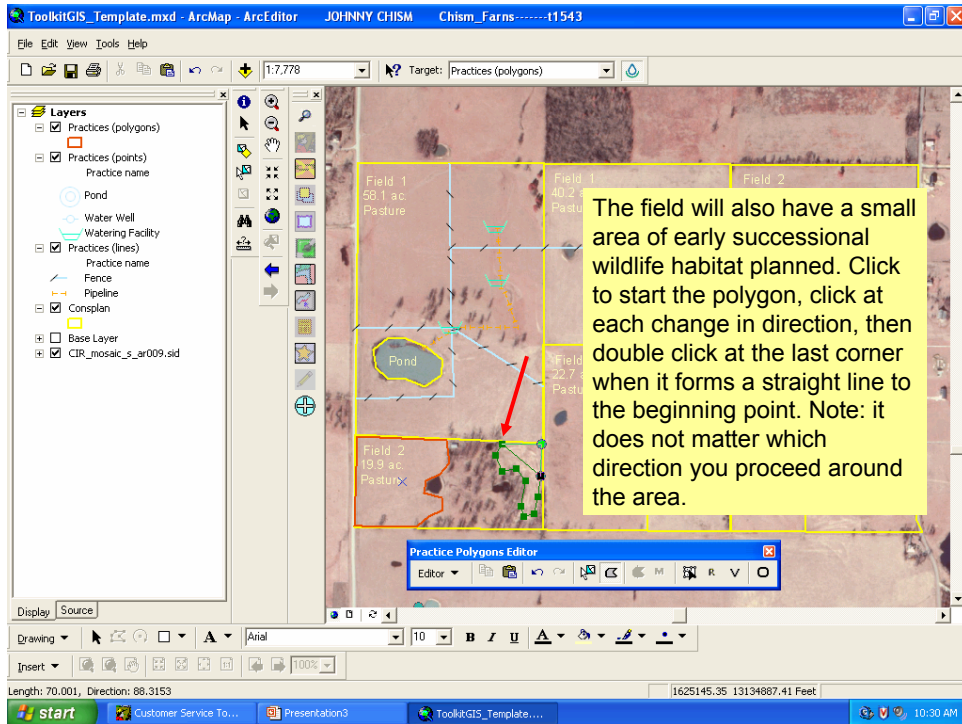 ToolkitGIS_Template.mxd - ArcMap - ArcEditor JOHNNY CHISM Chism_Farns-------t1543
File Edit View Tools Help
1:7,778 Target: Practices (polygons)
Layers
Practices (polygons)
Practices (points)
Practice name
Pond
Water Well
Watering Facility
Practices (lines)
Practice name
Fence
Pipeline
Consplan
Base Layer
CIR_mosaic_s_ar009.sid
Field 1
58.1 ac.
Pasture
Field 1
40.2
Field 2
Pond
22.7
Field 2
19.9 ac.
Pasture
The field will also have a small
area of early successional
wildlife habitat planned. Click
to start the polygon, click at
each change in direction, then
double click at the last corner
when it forms a straight line to
the beginning point. Note: it
does not matter which
direction you proceed around
the area.
Practice Polygons Editor
Editor M R V
Display Source
Drawing A Arial 10 B I U A
Insert 100%
Length: 70.001, Direction: 88.3153 1625145.35 13134887.41 Feet
start Customer Service To... Presentation3 ToolkitGIS_Template.... 10:30 AM